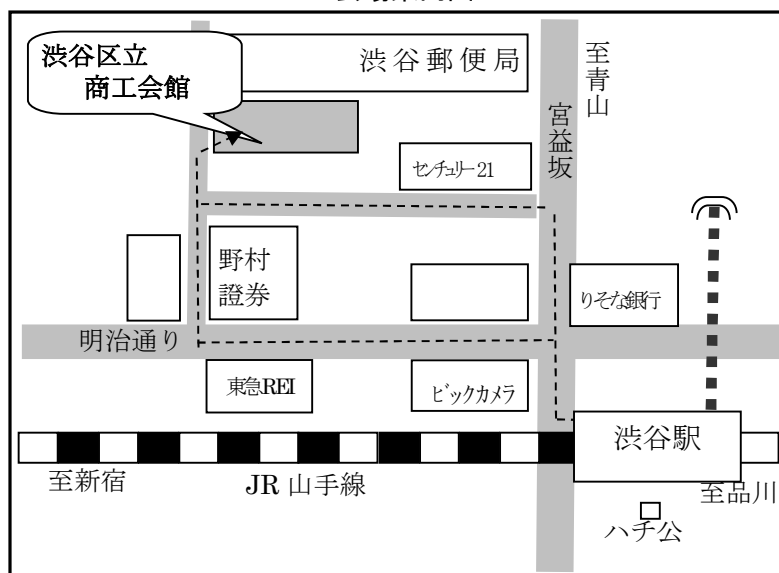 渋谷区立
商工会館
渋谷郵便局
至青山
宮益坂
センチュリー21
野村
證券
りそな銀行
明治通り
東急REI
ビックカメラ
渋谷駅
至新宿
JR 山手線
至品川
ハチ公